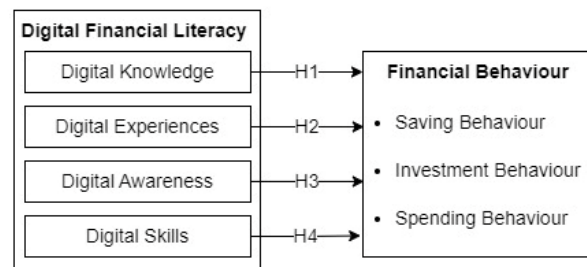 Digital Financial Literacy
Digital Knowledge
H1
Digital Experiences
H2
Digital Awareness
H3
Digital Skills
H4
Financial Behaviour
• Saving Behaviour
• Investment Behaviour
• Spending Behaviour